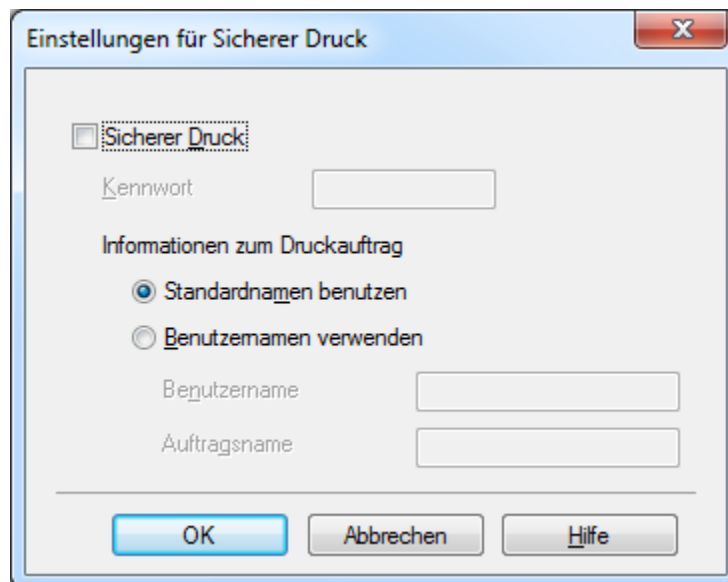 Einstellungen für Sicherer Druck
Sicherer Druck
Kennwort
Informationen zum Druckauftrag
Standardnamen benutzen
Benutzernamen verwenden
Benutzername
Auftragsname
OK Abbrechen Hilfe